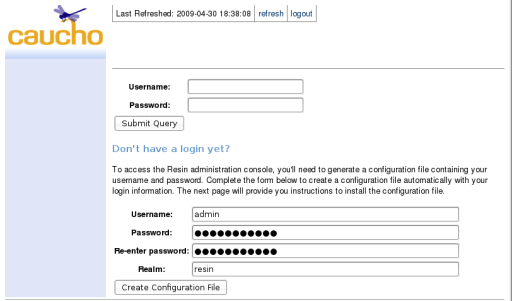 caucho
Last Refreshed: 2009-04-30 18:38:08 refresh logout
Username:
Password:
Submit Query
Don't have a login yet?
To access the Resin administration console, you'll need to generate a configuration file containing your
username and password. Complete the form below to create a configuration file automatically with your
login information. The next page will provide you instructions to install the configuration file.
Username: admin
Password: ●●●●●●●●●●●
Re-enter password: ●●●●●●●●●●●
Realm: resin
Create Configuration File